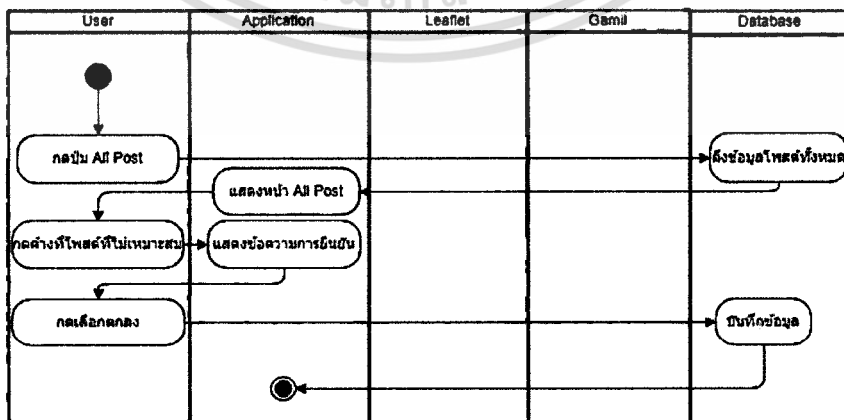 User Application Leaflet Gamil Database
กดปุ่ม All Post
ดึงข้อมูลโพสต์ทั้งหมด
แสดงหน้า All Post
กดค้างที่โพสต์ที่ไม่เหมาะสม
แสดงข้อความการยืนยัน
กดเลือกตกลง
บันทึกข้อมูล